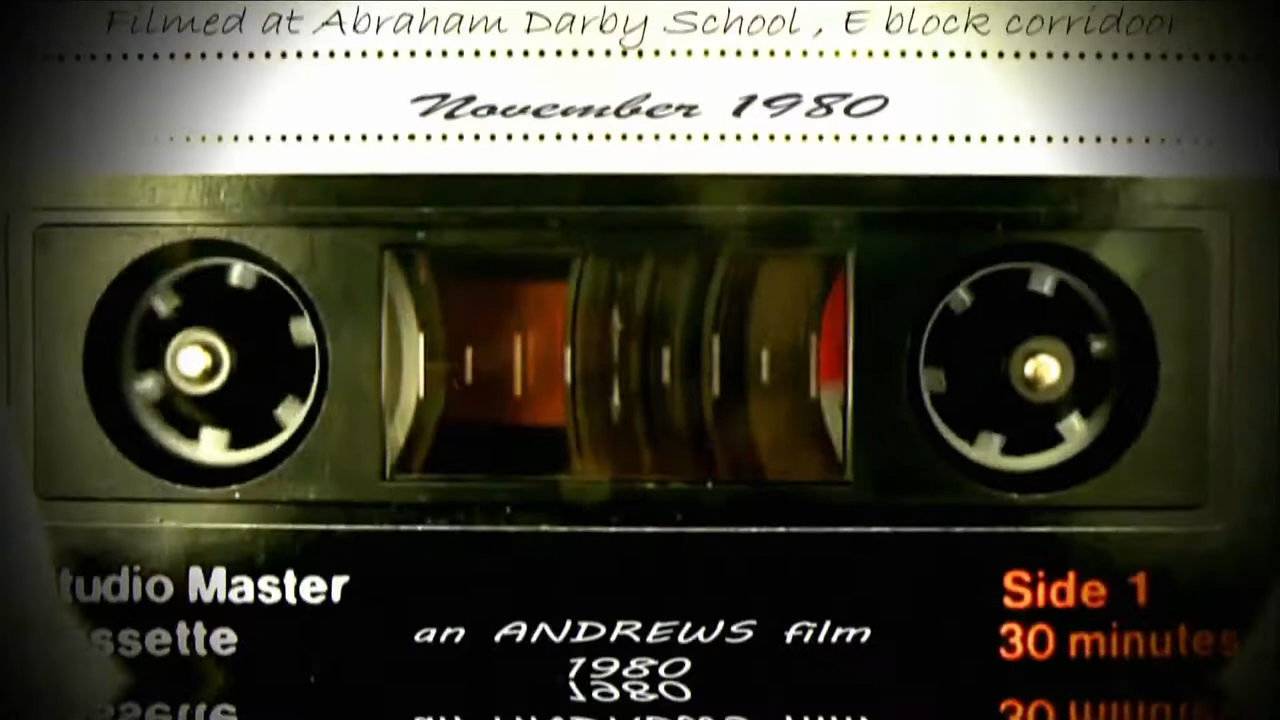 Filmed at Abraham Darby School, E block corridoor
November 1980
tudio Master
ssette
an ANDREWS film
1980
Side 1
30 minutes